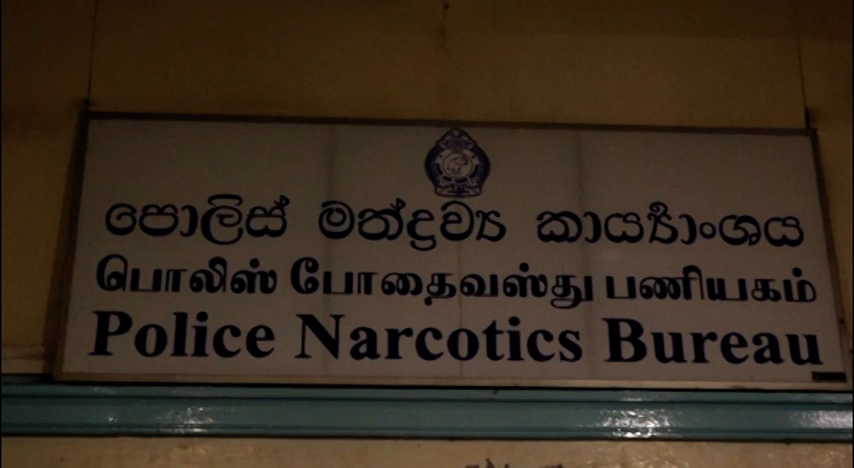 පොලිස් මත්ද්‍රව්‍ය කාර්‍ය්‍යාංශය
பொலிஸ் போதைவஸ்து பணியகம்
Police Narcotics Bureau